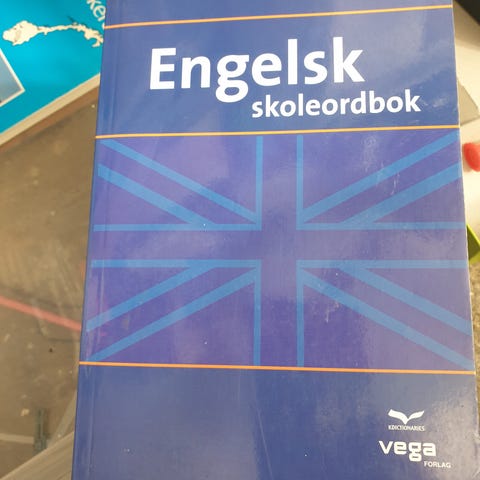 Engelsk
skoleordbok
KDICTIONARIES
vega
FORLAG